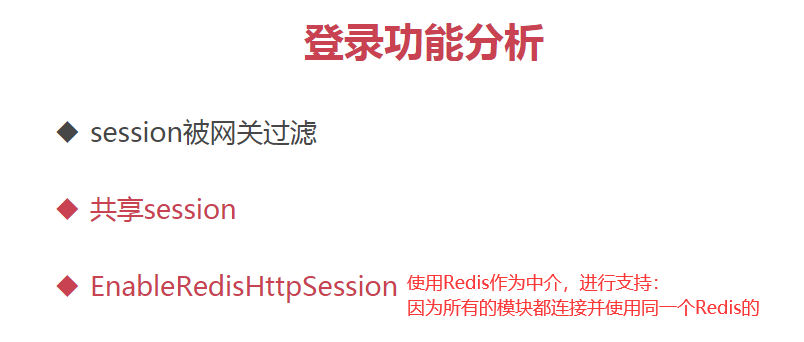 登录功能分析
session被网关过滤
共享session
EnableRedisHttpSession
使用Redis作为中介，进行支持：
因为所有的模块都连接并使用同一个Redis的